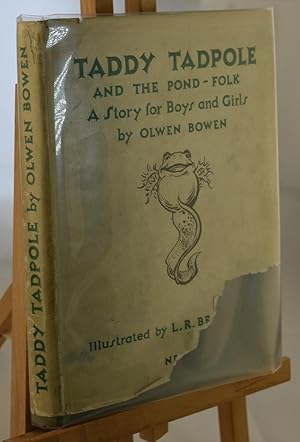 TADDY TADPOLE
AND THE POND-FOLK
A Story for Boys and Girls
by OLWEN BOWEN
Illustrated by L. R. BR
NE
TADDY TADPOLE by OLWEN BOWEN